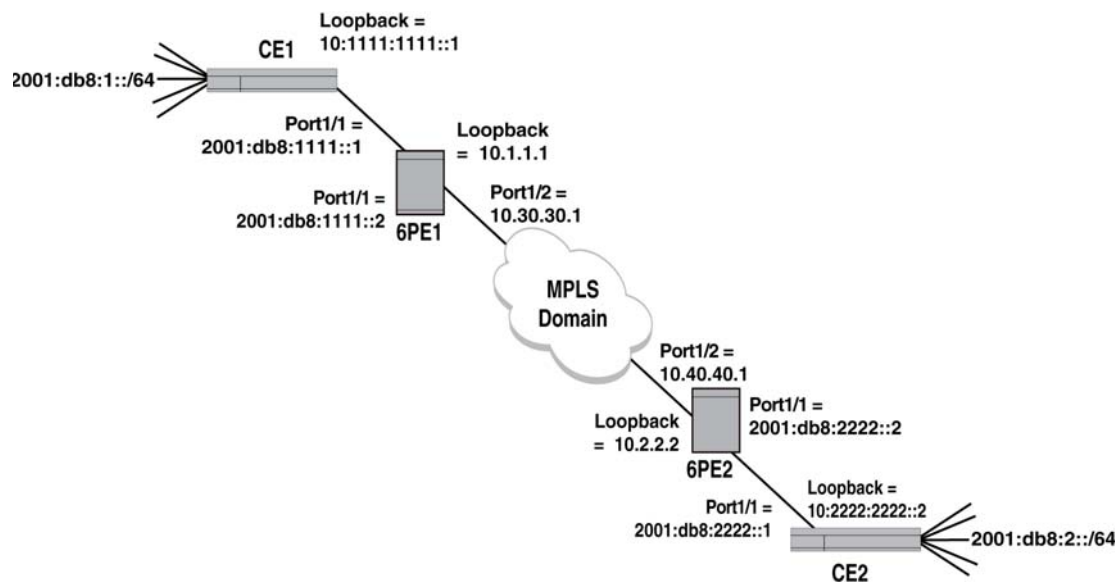 Loopback =
10:1111:1111::1
CE1
2001:db8:1::/64
Port1/1 =
2001:db8:1111::1
Loopback
= 10.1.1.1
Port1/1 =
2001:db8:1111::2
Port1/2 =
10.30.30.1
6PE1
MPLS
Domain
Port1/2 =
10.40.40.1
Loopback
= 10.2.2.2
Port1/1 =
2001:db8:2222::2
6PE2
Port1/1 =
2001:db8:2222::1
Loopback =
10:2222:2222::2
2001:db8:2::/64
CE2